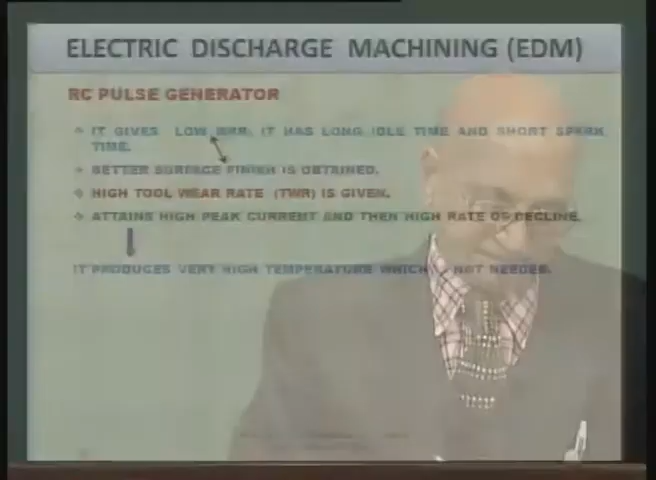 ELECTRIC DISCHARGE MACHINING (EDM)
RC PULSE GENERATOR
IT GIVES LOW MRR. IT HAS LONG IDLE TIME AND SHORT SPARK
TIME.
BETTER SURFACE FINISH IS OBTAINED.
HIGH TOOL WEAR RATE (TWR) IS GIVEN.
ATTAINS HIGH PEAK CURRENT AND THEN HIGH RATE OF DECLINE.
IT PRODUCES VERY HIGH TEMPERATURE WHICH NOT NEEDED.